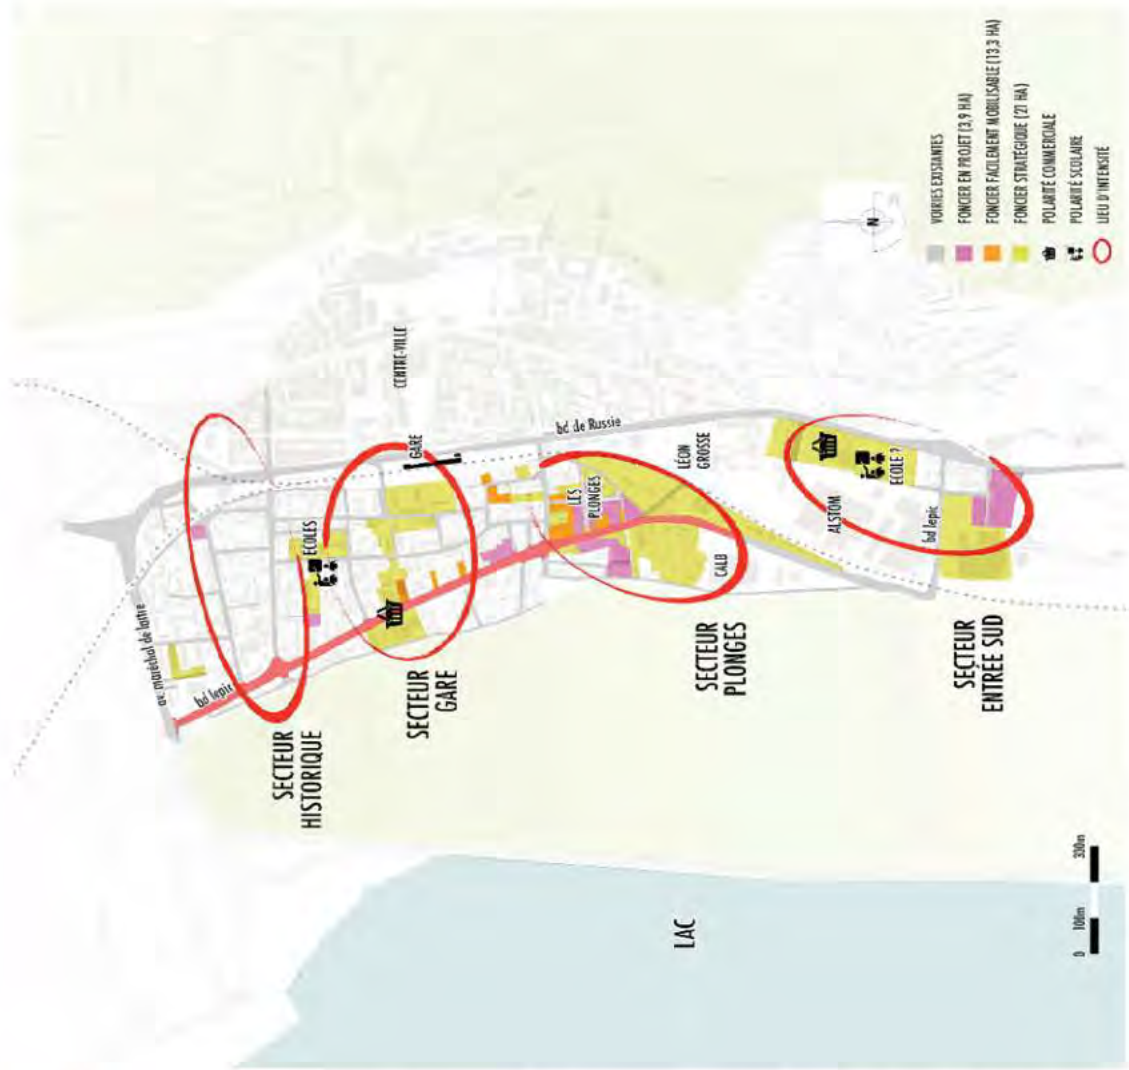 av. maréchal de lattre
bd lepic
SECTEUR
HISTORIQUE
ECOLES
SECTEUR
GARE
GARE
CENTRE-VILLE
bd de Russie
LES
PLONGES
SECTEUR
PLONGES
CALB
LÉON
GROSSE
ALSTOM
ECOLE ?
bd lepic
SECTEUR
ENTRÉE SUD
LAC
N
VOIRIES EXISTANTES
FONCIER EN PROJET (3,9 HA)
FONCIER FACILEMENT MOBILISABLE (13,3 HA)
FONCIER STRATÉGIQUE (21 HA)
POLARITÉ COMMERCIALE
POLARITÉ SCOLAIRE
LIEU D'INTENSITÉ
0 100m 330m